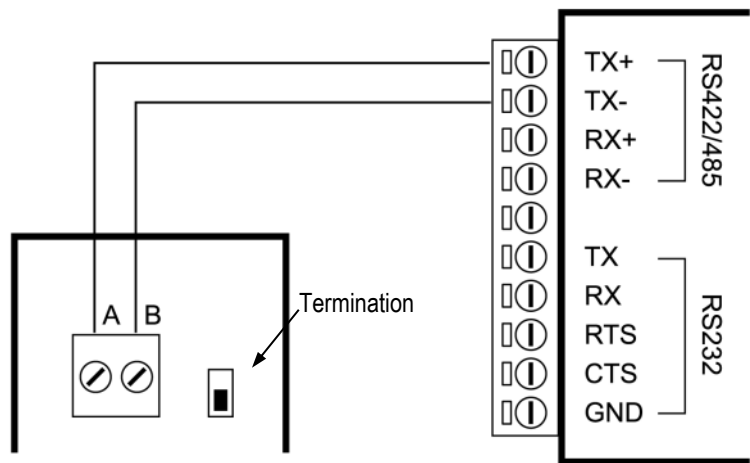 TX+
TX-
RX+
RX-
RS422/485
TX
RX
RTS
CTS
GND
RS232
A B
Termination